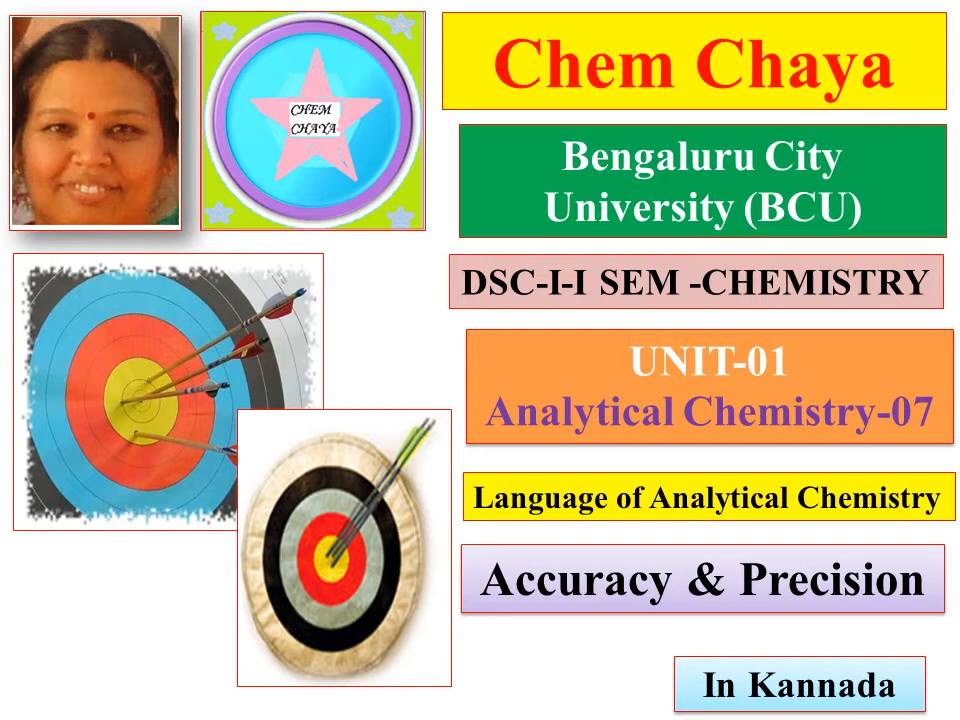 CHEM
CHAYA
Chem Chaya
Bengaluru City
University (BCU)
DSC-I-I SEM -CHEMISTRY
UNIT-01
Analytical Chemistry-07
Language of Analytical Chemistry
Accuracy & Precision
In Kannada